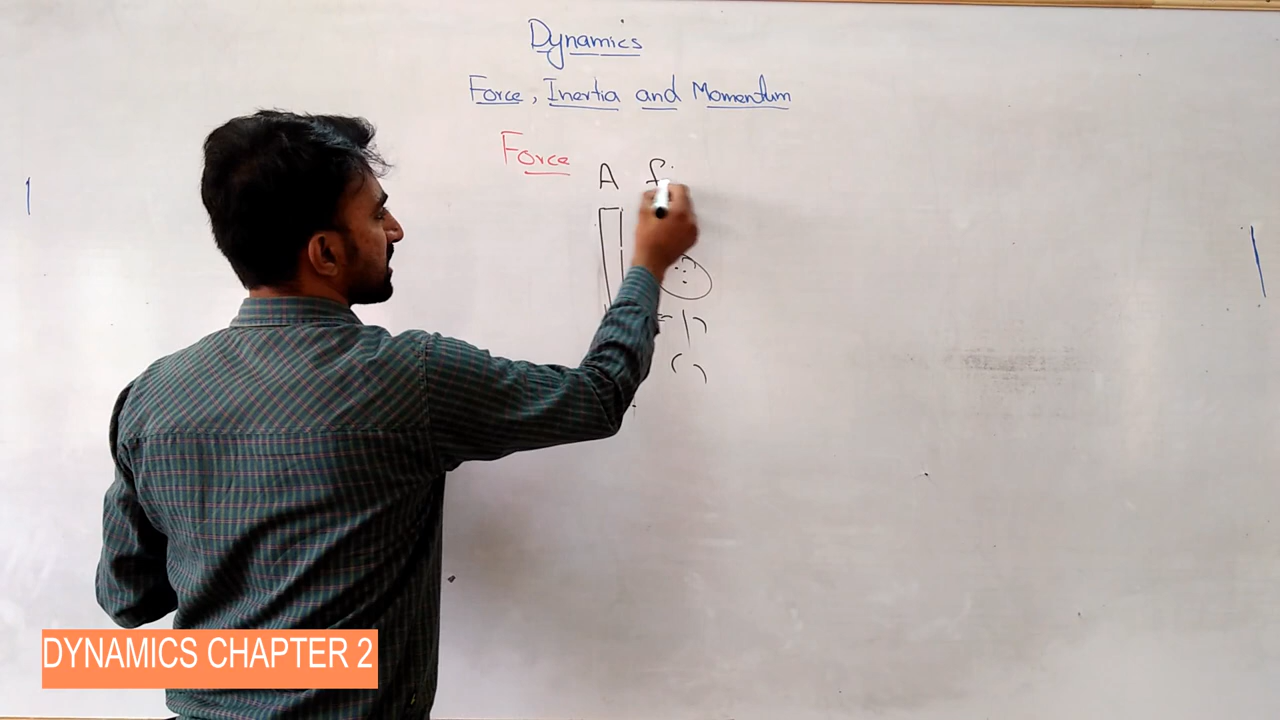 Dynamics
Force, Inertia and Momentum
Force A f
DYNAMICS CHAPTER 2